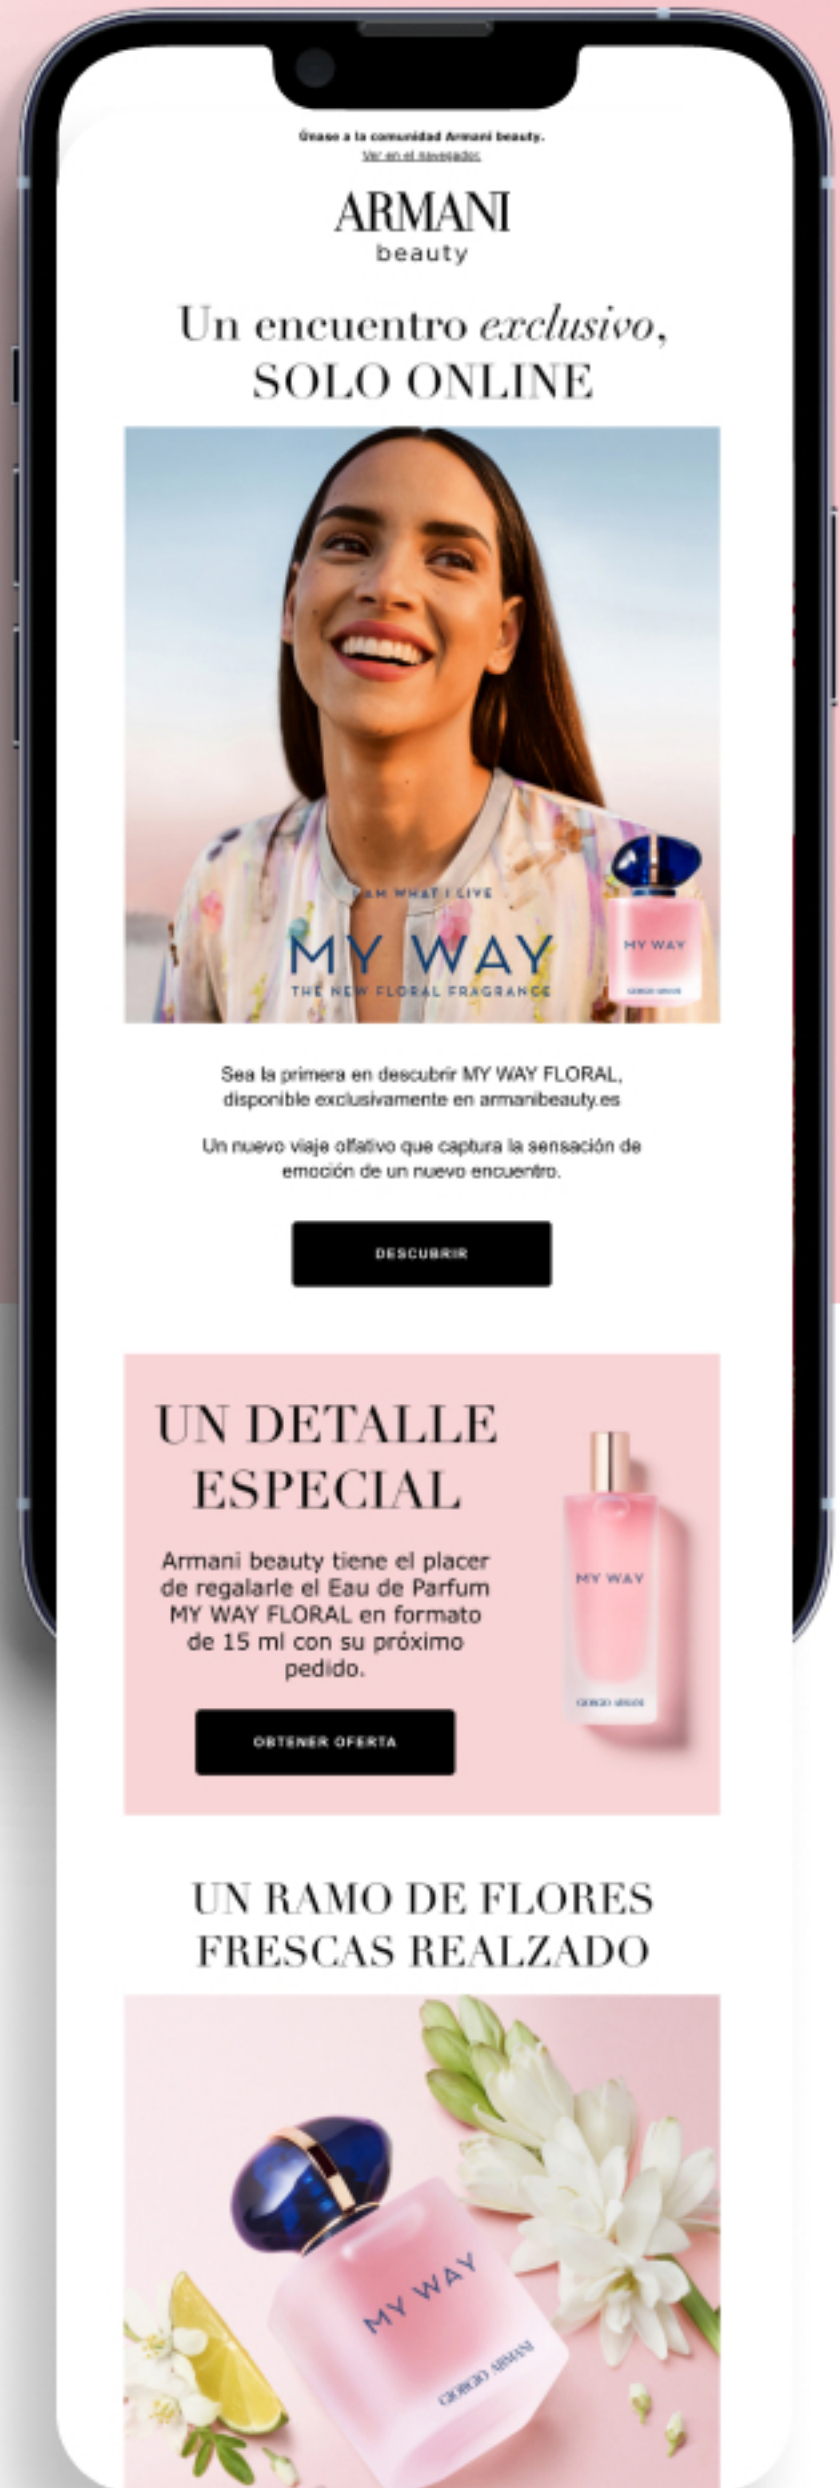 Únase a la comunidad Armani beauty.
Ver en el navegador.
ARMANI
beauty
Un encuentro exclusivo,
SOLO ONLINE
I AM WHAT I LIVE
MY WAY
THE NEW FLORAL FRAGRANCE
MY WAY
GIORGIO ARMANI
Sea la primera en descubrir MY WAY FLORAL,
disponible exclusivamente en armanibeauty.es
Un nuevo viaje olfativo que captura la sensación de
emoción de un nuevo encuentro.
DESCUBRIR
UN DETALLE
ESPECIAL
Armani beauty tiene el placer
de regalarle el Eau de Parfum
MY WAY FLORAL en formato
de 15 ml con su próximo
pedido.
OBTENER OFERTA
MY WAY
GIORGIO ARMANI
UN RAMO DE FLORES
FRESCAS REALZADO
MY WAY
GIORGIO ARMANI